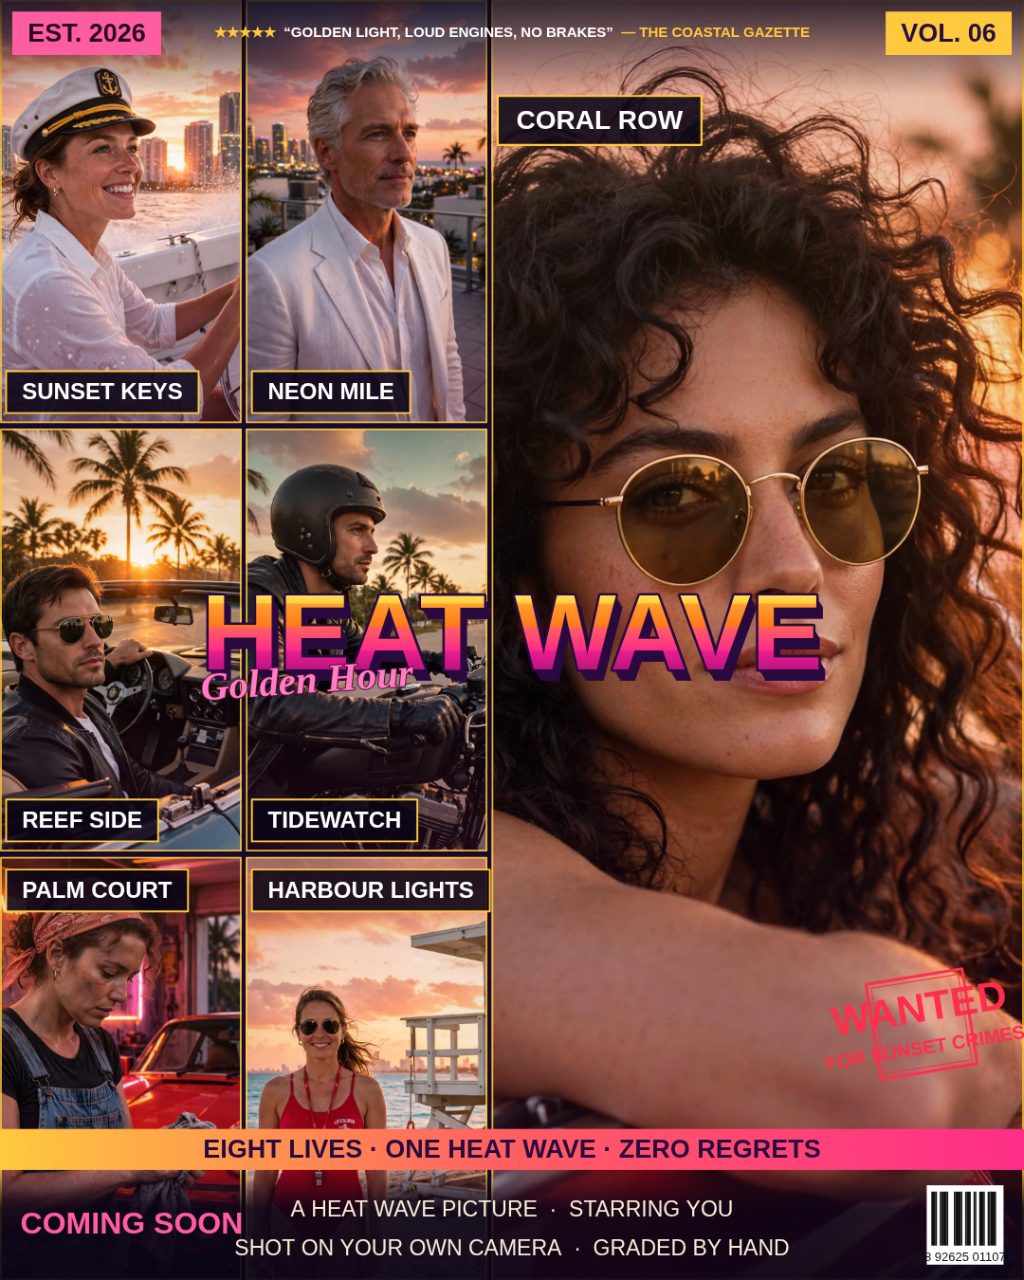 EST. 2026
★★★★★ “GOLDEN LIGHT, LOUD ENGINES, NO BRAKES” — THE COASTAL GAZETTE
VOL. 06
CORAL ROW
SUNSET KEYS
NEON MILE
HEAT WAVE
Golden Hour
REEF SIDE
TIDEWATCH
PALM COURT
HARBOUR LIGHTS
WANTED
FOR SUNSET CRIMES
EIGHT LIVES · ONE HEAT WAVE · ZERO REGRETS
COMING SOON
A HEAT WAVE PICTURE · STARRING YOU
SHOT ON YOUR OWN CAMERA · GRADED BY HAND
8 92625 01107